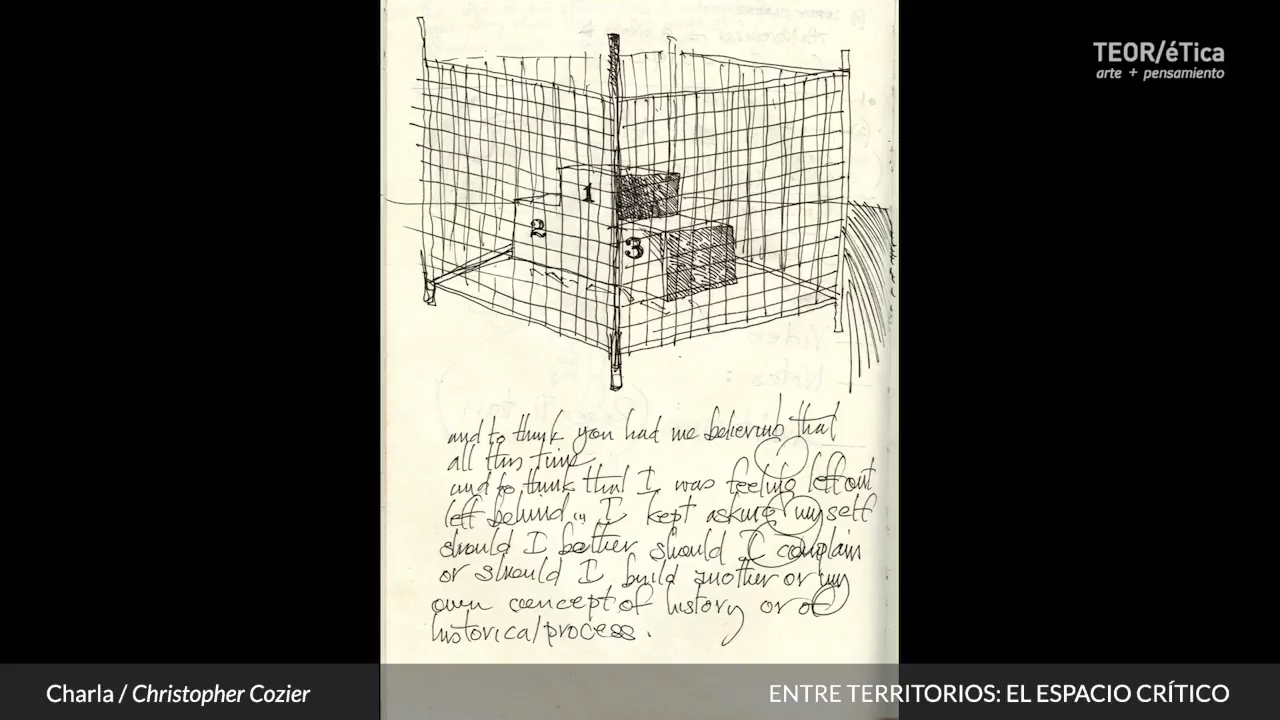 TEOR/éTica
arte + pensamiento
1
2
3
and to think you had me believing that
all this time
and to think that I was feeling left out
left behind... I kept asking myself
should I bother should I complain
or should I build another or my
own concept of history or of
historical process.
Charla / Christopher Cozier
ENTRE TERRITORIOS: EL ESPACIO CRÍTICO